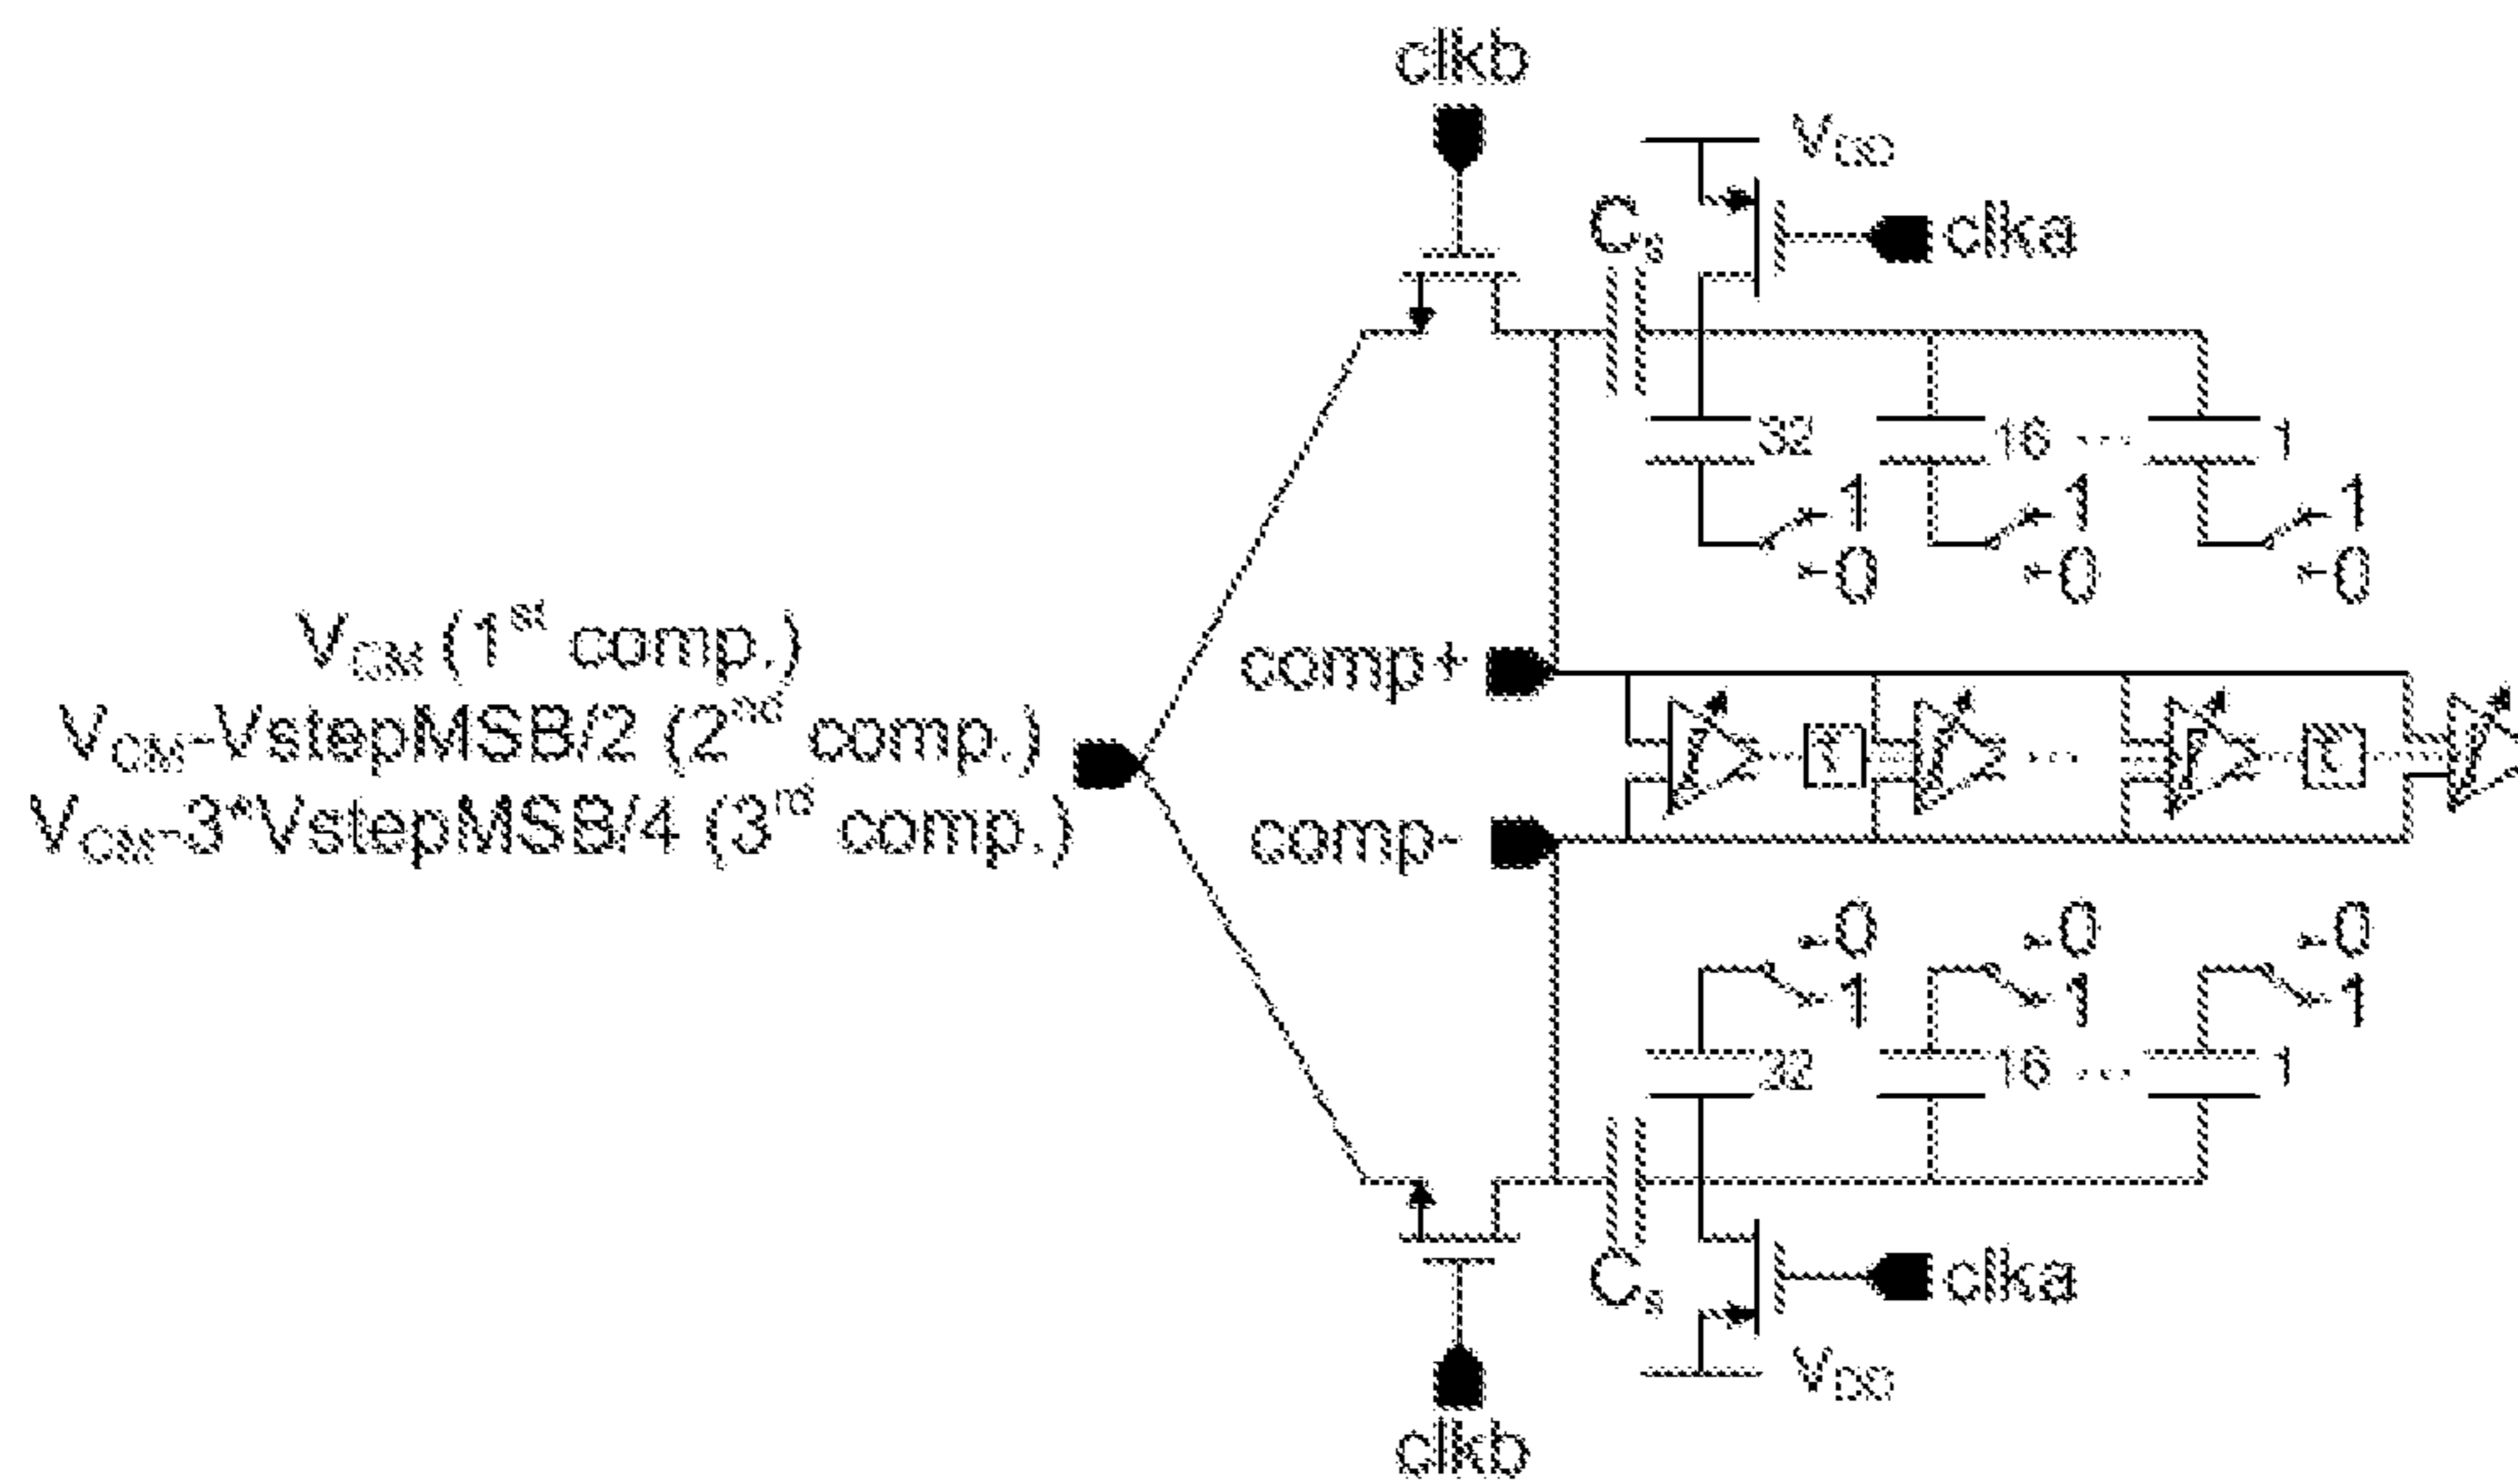 clkb
VDD
Cs
clka
32
16 ...
1
1
1
1
0
0
0
VCM (1st comp.)
comp+
VCM-VstepMSB/2 (2nd comp.)
...
VCM-3*VstepMSB/4 (3rd comp.)
comp-
0
0
0
1
1
1
32
16 ...
1
Cs
clka
VDD
clkb